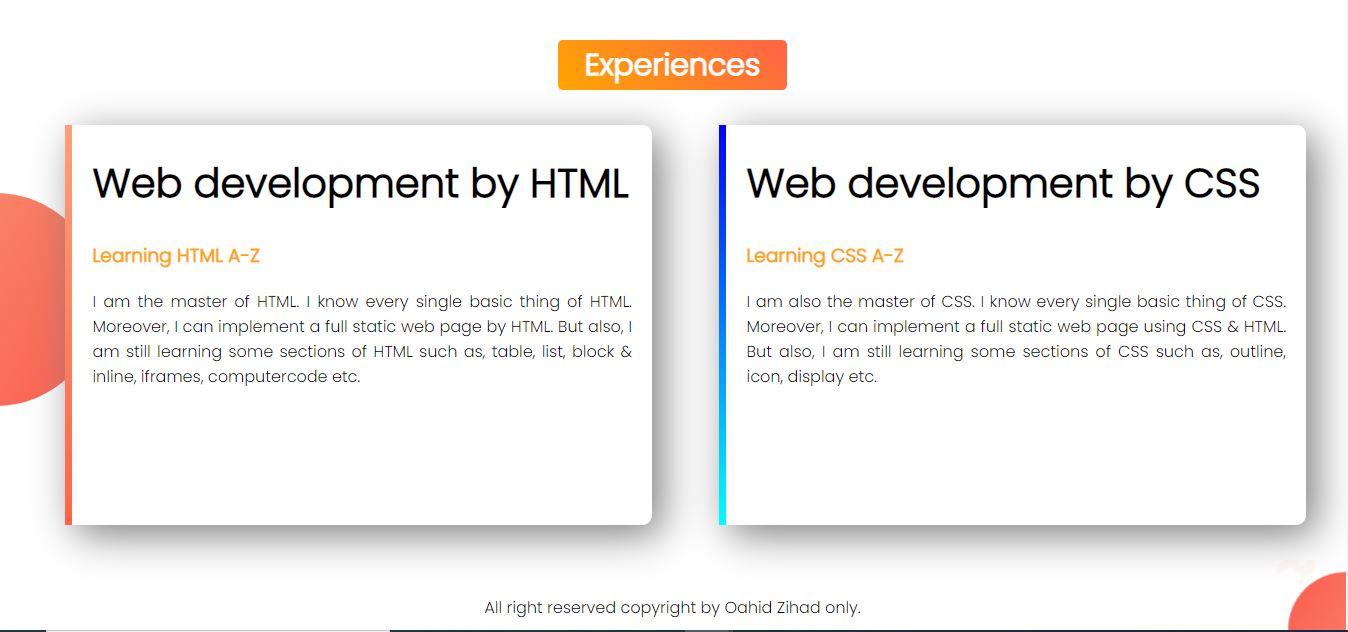 Experiences
Web development by HTML
Learning HTML A-Z
I am the master of HTML. I know every single basic thing of HTML.
Moreover, I can implement a full static web page by HTML. But also, I
am still learning some sections of HTML such as, table, list, block &
inline, iframes, computercode etc.
Web development by CSS
Learning CSS A-Z
I am also the master of CSS. I know every single basic thing of CSS.
Moreover, I can implement a full static web page using CSS & HTML.
But also, I am still learning some sections of CSS such as, outline,
icon, display etc.
All right reserved copyright by Oahid Zihad only.